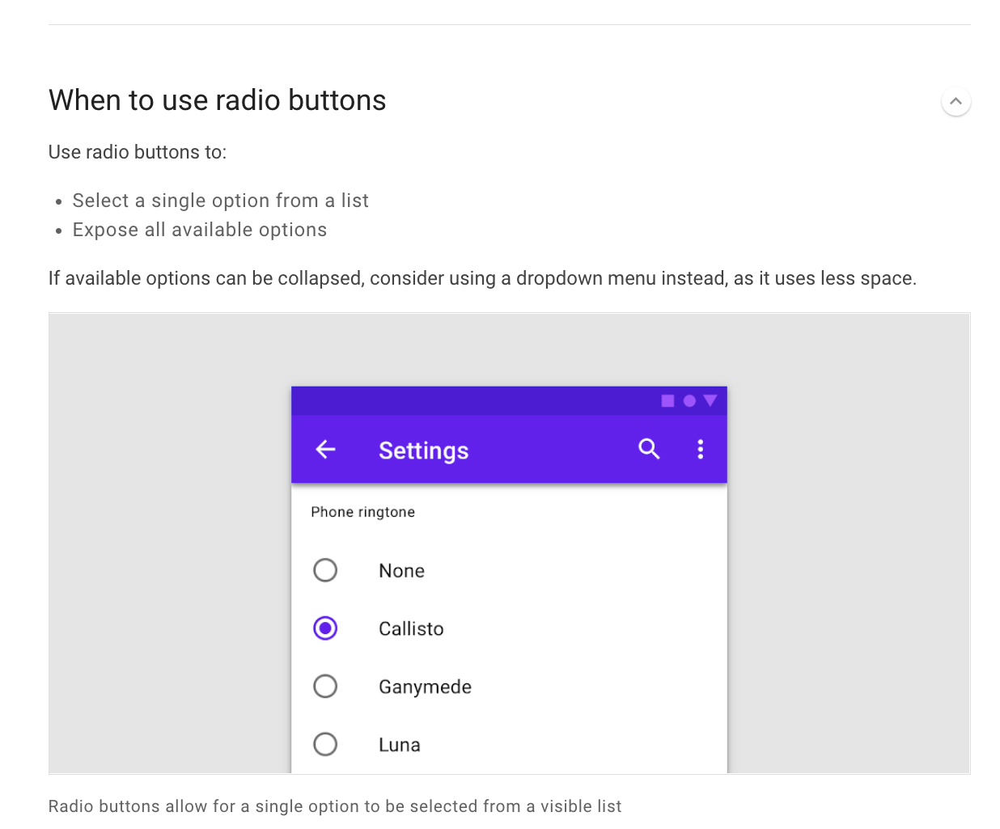 When to use radio buttons
Use radio buttons to:
Select a single option from a list
Expose all available options
If available options can be collapsed, consider using a dropdown menu instead, as it uses less space.
Settings
Phone ringtone
None
Callisto
Ganymede
Luna
Radio buttons allow for a single option to be selected from a visible list